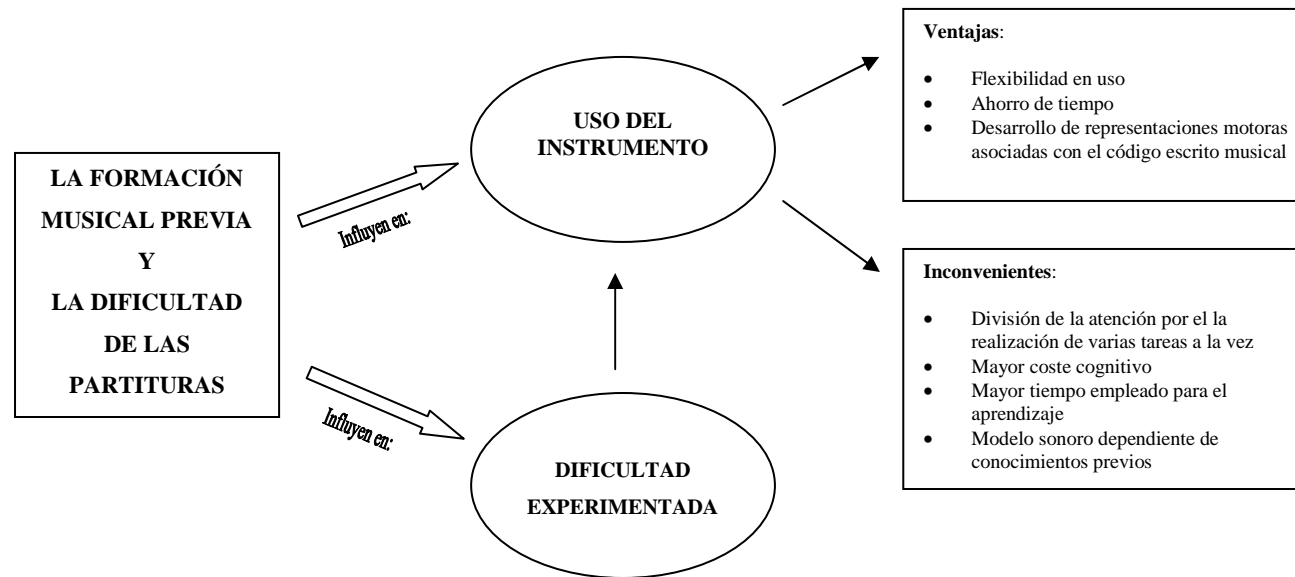 LA FORMACIÓN
MUSICAL PREVIA
Y
LA DIFICULTAD
DE LAS
PARTITURAS
Influyen en:
Influyen en:
USO DEL
INSTRUMENTO
DIFICULTAD
EXPERIMENTADA
Ventajas:
• Flexibilidad en uso
• Ahorro de tiempo
• Desarrollo de representaciones motoras
asociadas con el código escrito musical
Inconvenientes:
• División de la atención por el la
realización de varias tareas a la vez
• Mayor coste cognitivo
• Mayor tiempo empleado para el
aprendizaje
• Modelo sonoro dependiente de
conocimientos previos